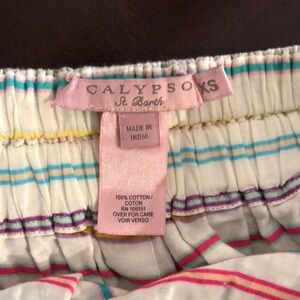 CALYPSO XS
St. Barth
MADE IN
INDIA
100% COTTON /
COTON
RN 106551
OVER FOR CARE
VOIR VERSO